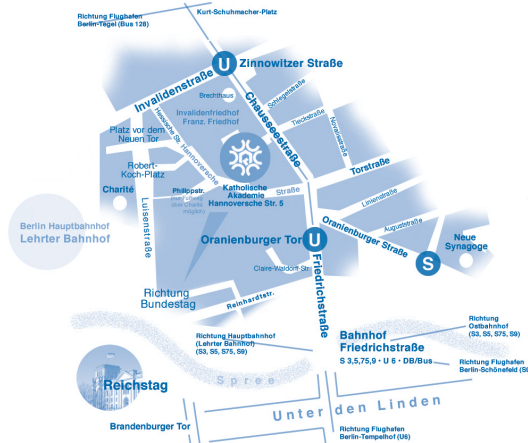 Kurt-Schuhmacher-Platz
Richtung Flughafen
Berlin-Tegel (Bus 128)
U
Zinnowitzer Straße
Invalidenstraße
Brechthaus
Schlegelstraße
Chausseestraße
Invalidenfriedhof
Franz. Friedhof
Tieckstraße
Novalisstraße
Platz vor dem
Neuen Tor
Hannoversche Str.
Hannoversche
Robert-
Koch-Platz
Torstraße
Charité
Philippstr.
Katholische
Akademie
Hannoversche Str. 5
Straße
Linienstraße
Luisenstraße
Auguststraße
Berlin Hauptbahnhof
Lehrter Bahnhof
Oranienburger Tor
U
Oranienburger Straße
S
Neue
Synagoge
Claire-Waldorf-Str.
Friedrichstraße
Richtung
Bundestag
Reinhardtstr.
Richtung Hauptbahnhof
(Lehrter Bahnhof)
(S3, S5, S75, S9)
Bahnhof
Friedrichstraße
S 3,5,75,9 • U 6 • DB/Bus
Richtung
Ostbahnhof
(S3, S5, S75, S9)
Richtung Flughafen
Berlin-Schönefeld (S9
Reichstag
Spree
Unter den Linden
Brandenburger Tor
Richtung Flughafen
Berlin-Tempelhof (U6)